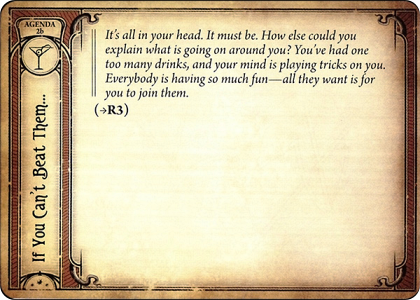 AGENDA
2b
If You Can't Beat Them...
It's all in your head. It must be. How else could you
explain what is going on around you? You've had one
too many drinks, and your mind is playing tricks on you.
Everybody is having so much fun—all they want is for
you to join them.
(→R3)